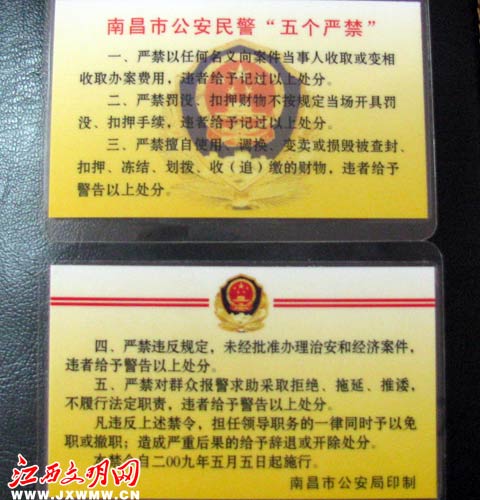 南昌市公安民警“五个严禁”
一、严禁以任何名义向案件当事人收取或变相
收取办案费用，违者给予记过以上处分。
二、严禁罚没、扣押财物不按规定当场开具罚
没、扣押手续，违者给予记过以上处分。
三、严禁擅自使用、调换、变卖或损毁被查封、
扣押、冻结、划拨、收（追）缴的财物，违者给予
警告以上处分。
四、严禁违反规定，未经批准办理治安和经济案件，
违者给予警告以上处分。
五、严禁对群众报警求助采取拒绝、拖延、推诿，
不履行法定职责，违者给予警告以上处分。
凡违反上述禁令，担任领导职务的一律同时予以免
职或撤职；造成严重后果的给予辞退或开除处分。
本禁令自二00九年五月五起施行。
南昌市公安局印制
江西文明网
WWW.JXWMW.CN